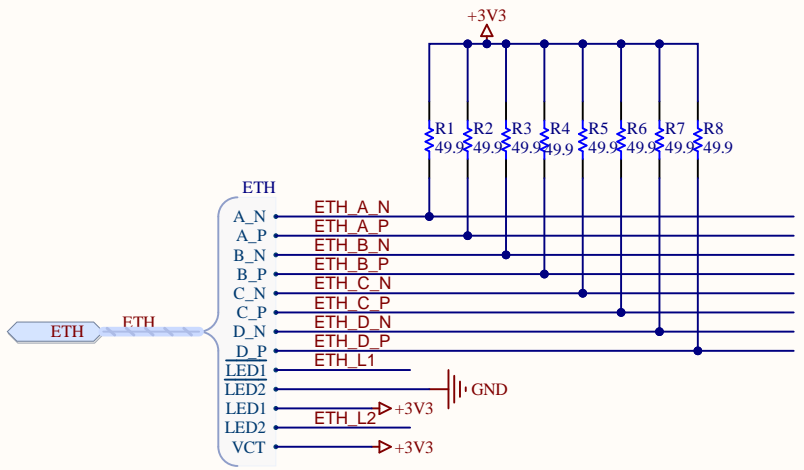 +3V3
R1 R2 R3 R4 R5 R6 R7 R8
49.9 49.9 49.9 49.9 49.9 49.9 49.9 49.9
ETH
A_N ETH_A_N
A_P ETH_A_P
B_N ETH_B_N
B_P ETH_B_P
C_N ETH_C_N
C_P ETH_C_P
ETH ETH D_N ETH_D_N
D_P ETH_D_P
LED1 ETH_L1
LED2 GND
LED1 +3V3
LED2 ETH_L2
VCT +3V3